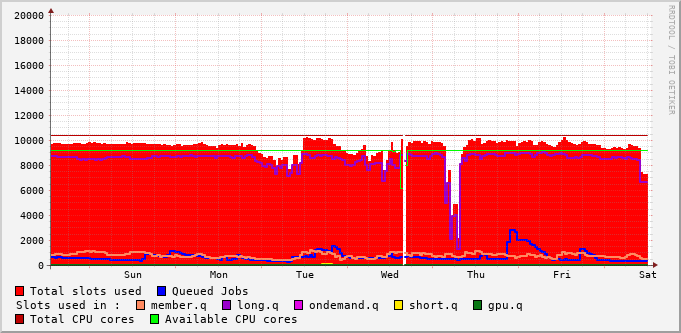 RRDTOOL / TOBI OETIKER
20000
18000
16000
14000
12000
10000
8000
6000
4000
2000
0
Sun Mon Tue Wed Thu Fri Sat
Total slots used Queued Jobs
Slots used in : member.q long.q ondemand.q short.q gpu.q
Total CPU cores Available CPU cores